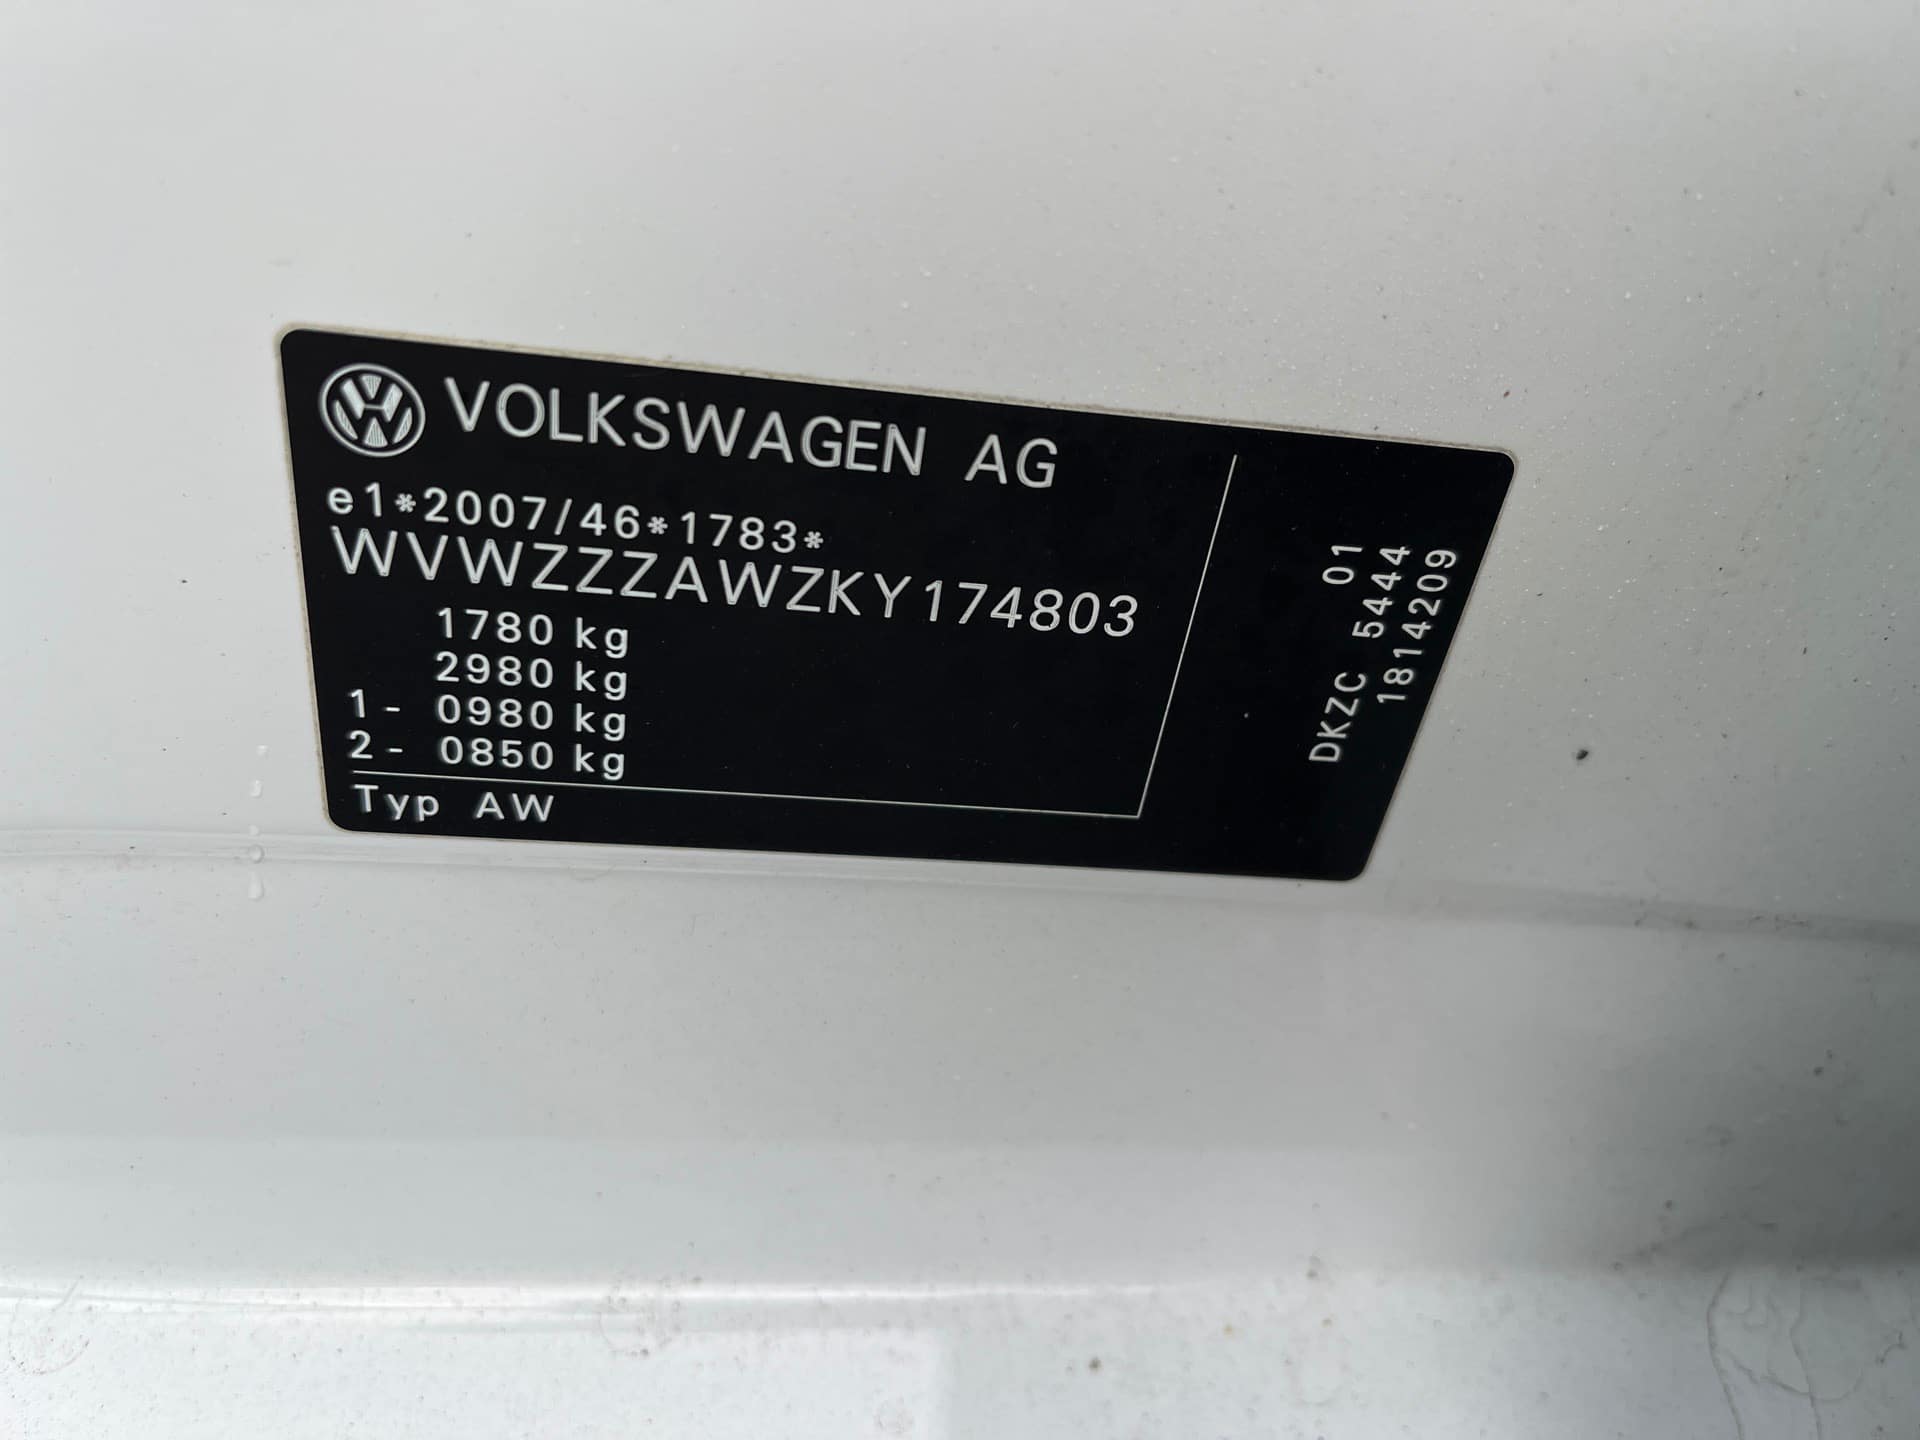 VOLKSWAGEN AG
e1*2007/46*1783*
WVWZZZAWZKY174803
1780 kg
2980 kg
1- 0980 kg
2- 0850 kg
Typ AW
DKZC 5444 01
1814209